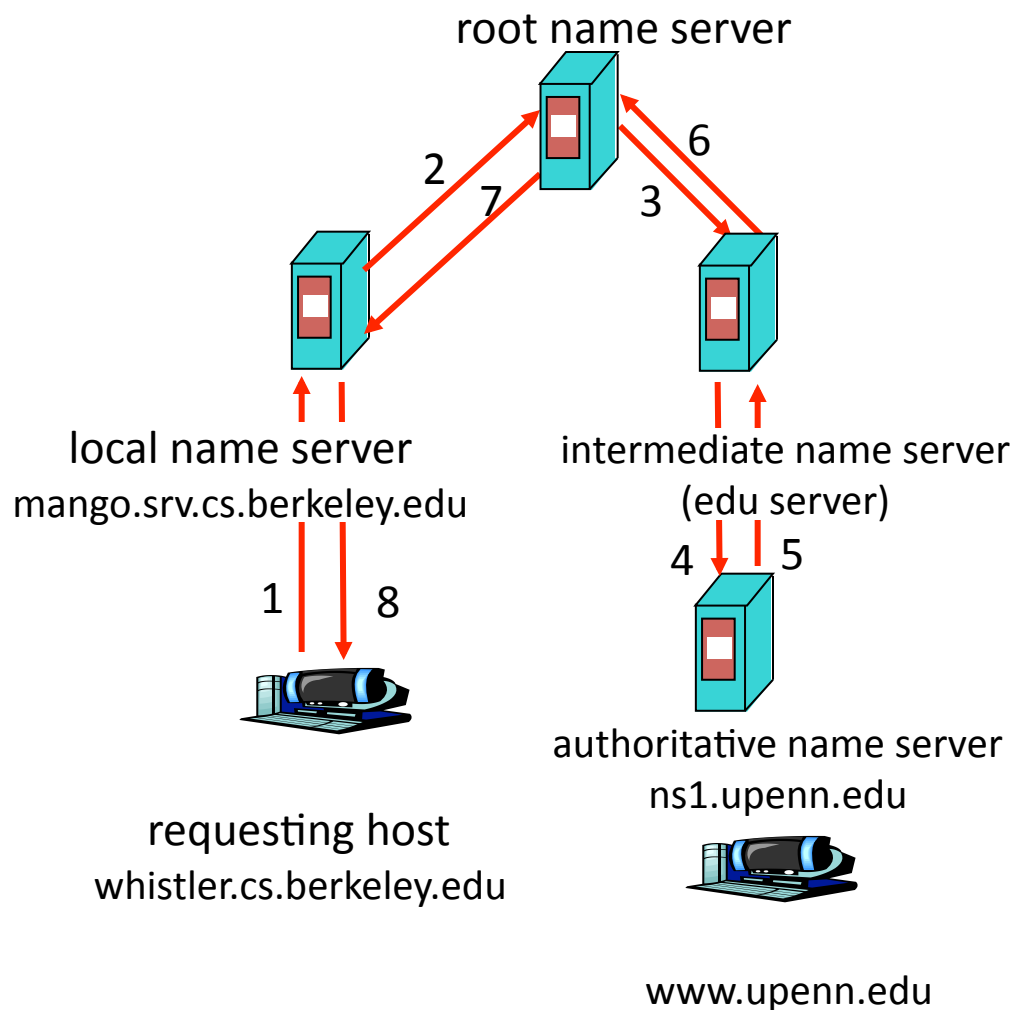 root name server
2
7
3
6
local name server
mango.srv.cs.berkeley.edu
intermediate name server
(edu server)
1
8
4
5
authoritative name server
ns1.upenn.edu
requesting host
whistler.cs.berkeley.edu
www.upenn.edu